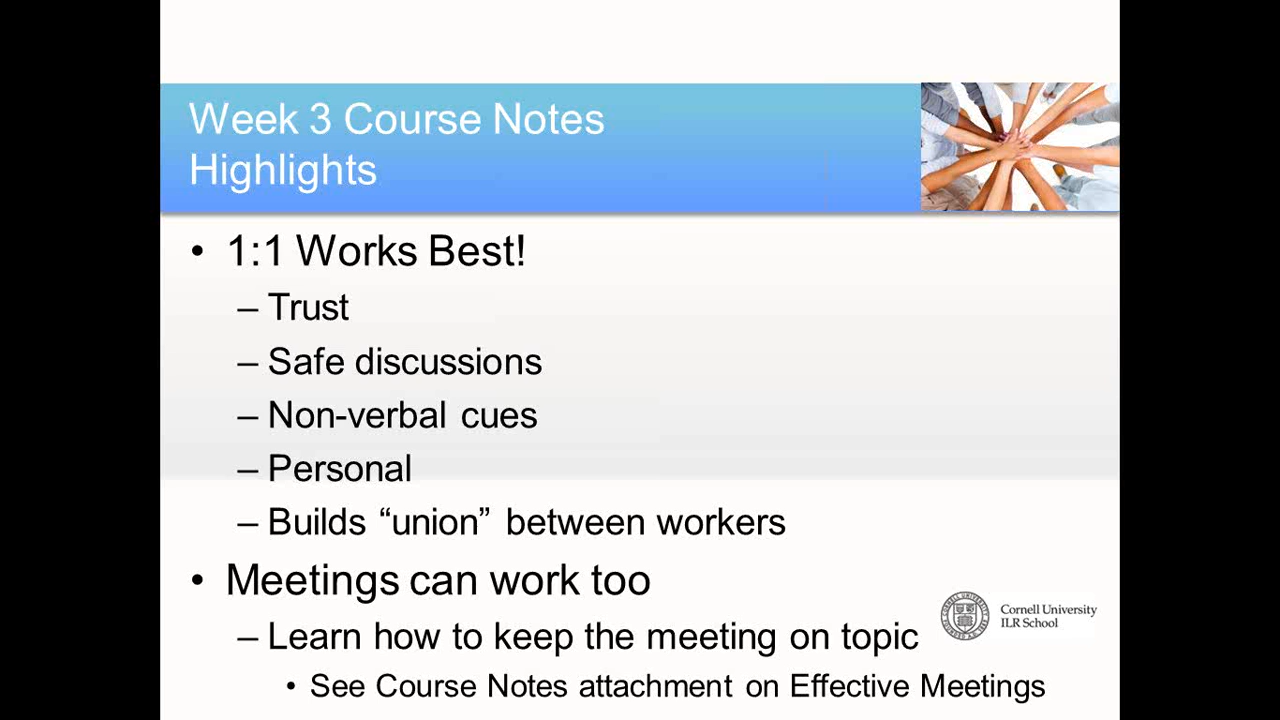 Week 3 Course Notes
Highlights
• 1:1 Works Best!
– Trust
– Safe discussions
– Non-verbal cues
– Personal
– Builds “union” between workers
• Meetings can work too
– Learn how to keep the meeting on topic
• See Course Notes attachment on Effective Meetings
Cornell University
ILR School